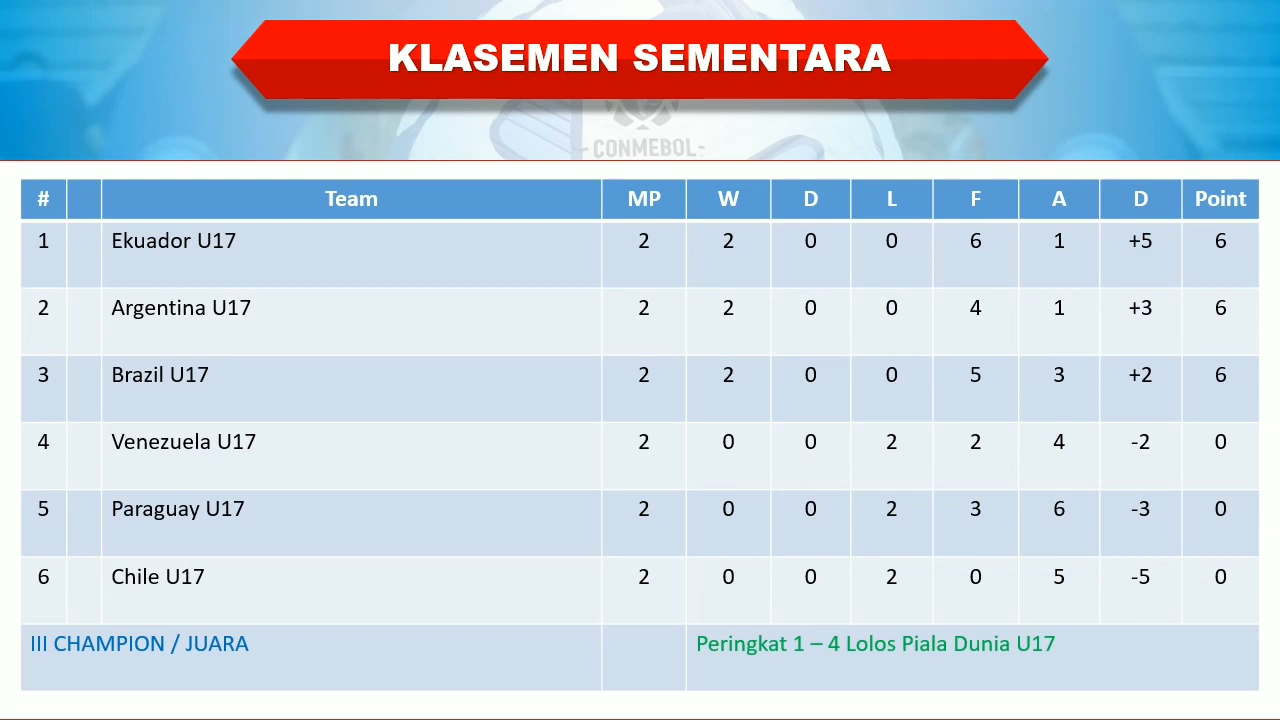 KLASEMEN SEMENTARA
-CONMEBOL-
# Team MP W D L F A D Point
1 Ekuador U17 2 2 0 0 6 1 +5 6
2 Argentina U17 2 2 0 0 4 1 +3 6
3 Brazil U17 2 2 0 0 5 3 +2 6
4 Venezuela U17 2 0 0 2 2 4 -2 0
5 Paraguay U17 2 0 0 2 3 6 -3 0
6 Chile U17 2 0 0 2 0 5 -5 0
III CHAMPION / JUARA Peringkat 1 – 4 Lolos Piala Dunia U17